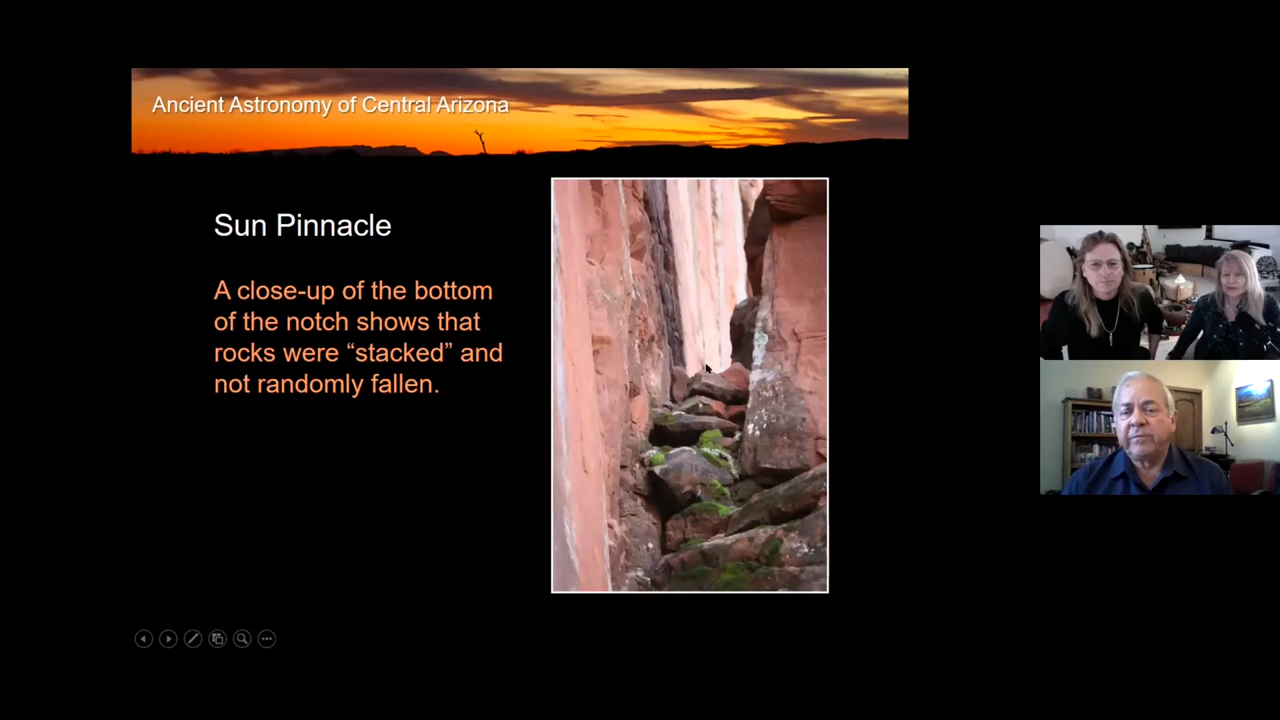 Ancient Astronomy of Central Arizona
Sun Pinnacle
A close-up of the bottom
of the notch shows that
rocks were “stacked” and
not randomly fallen.